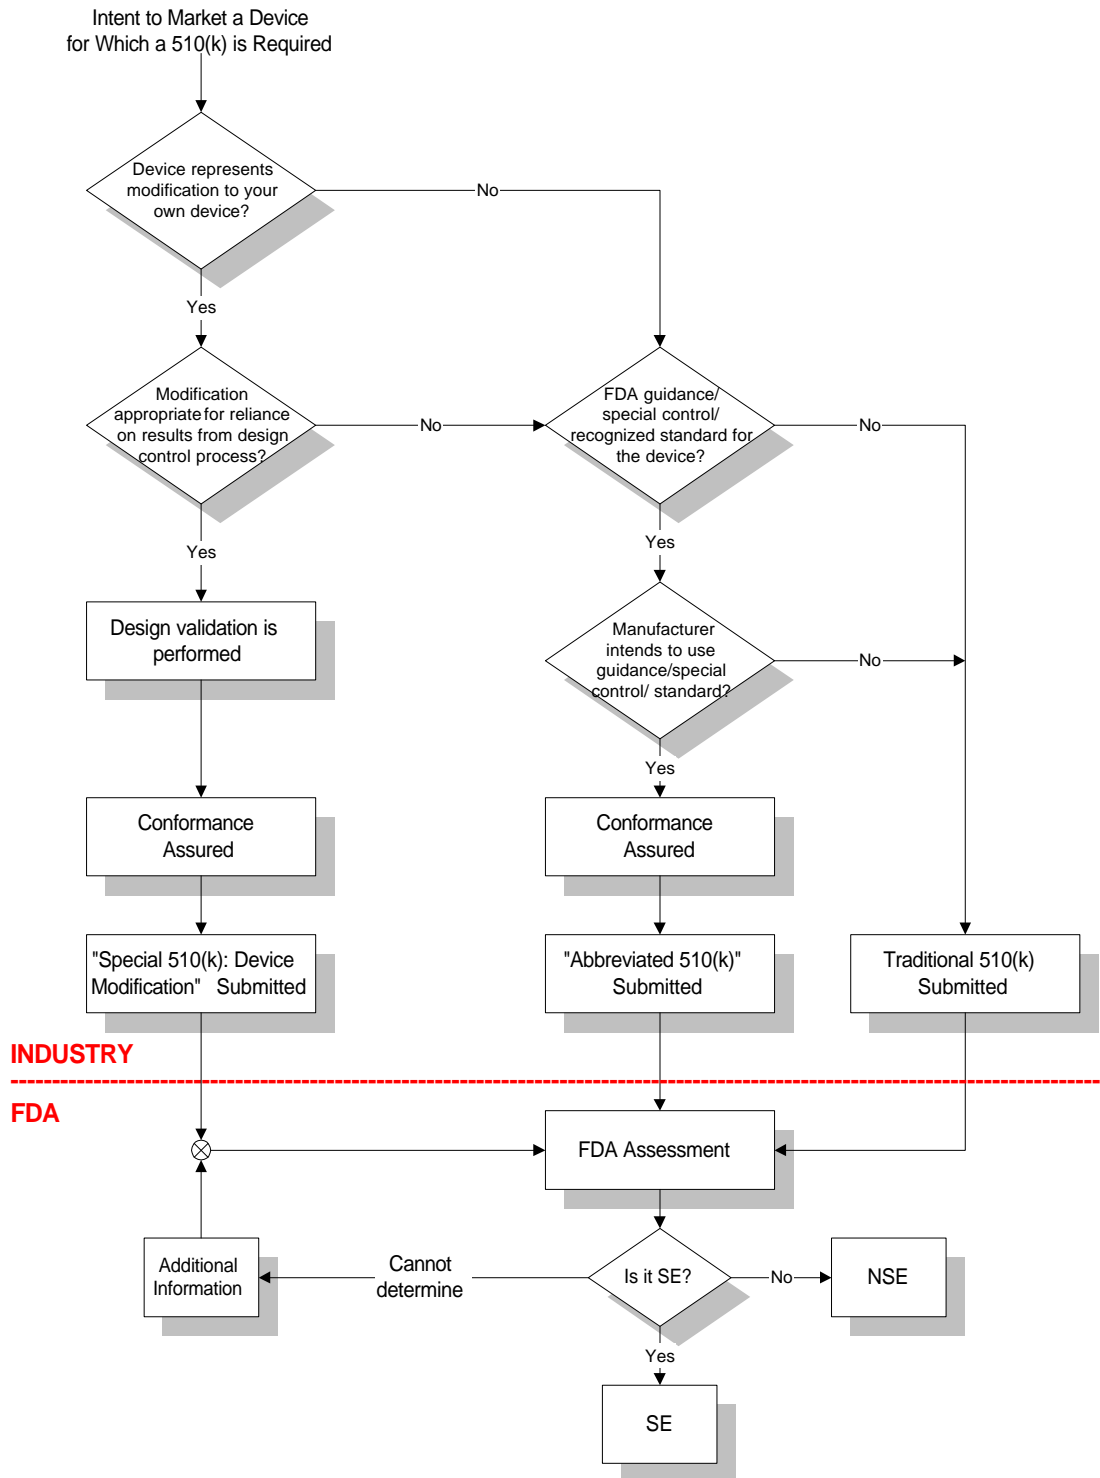 Intent to Market a Device
for Which a 510(k) is Required
Device represents
modification to your
own device?
No
Yes
Modification
appropriate for reliance
on results from design
control process?
No
FDA guidance/
special control/
recognized standard for
the device?
No
Yes
Yes
Design validation is
performed
Manufacturer
intends to use
guidance/special
control/ standard?
No
Yes
Conformance
Assured
Conformance
Assured
"Special 510(k): Device
Modification" Submitted
"Abbreviated 510(k)"
Submitted
Traditional 510(k)
Submitted
INDUSTRY
FDA
FDA Assessment
Additional
Information
Cannot
determine
Is it SE?
No
NSE
Yes
SE